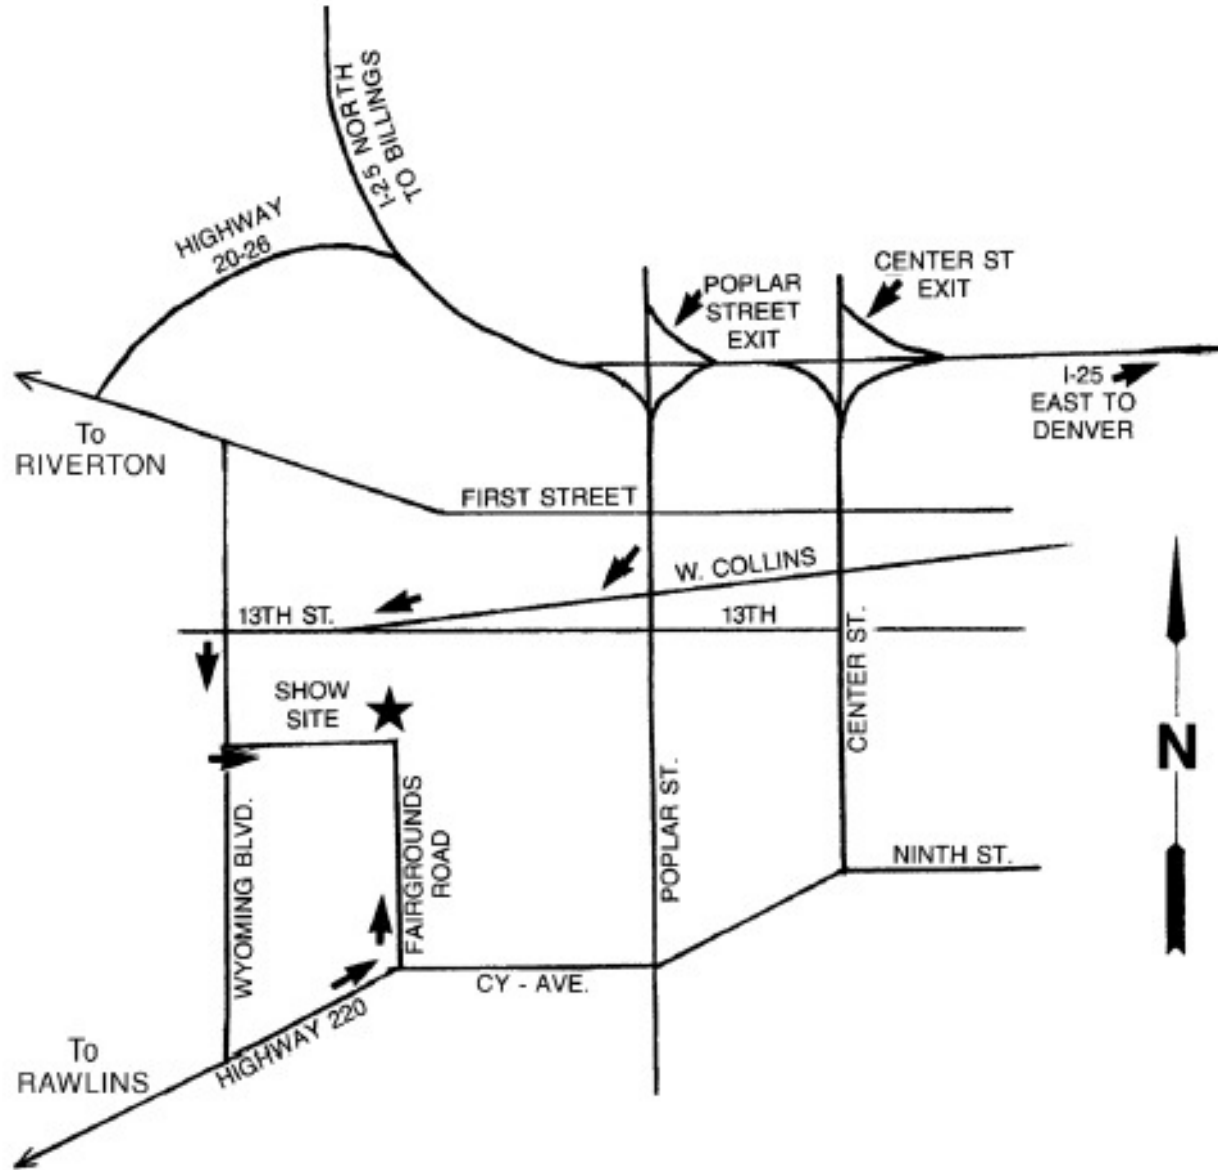 I-25 NORTH
TO BILLINGS
HIGHWAY
20-26
CENTER ST
EXIT
POPLAR
STREET
EXIT
I-25
EAST TO
DENVER
To
RIVERTON
FIRST STREET
W. COLLINS
13TH ST.
13TH
SHOW
SITE
CENTER ST.
N
POPLAR ST.
FAIRGROUNDS
ROAD
WYOMING BLVD.
NINTH ST.
CY - AVE.
HIGHWAY 220
To
RAWLINS